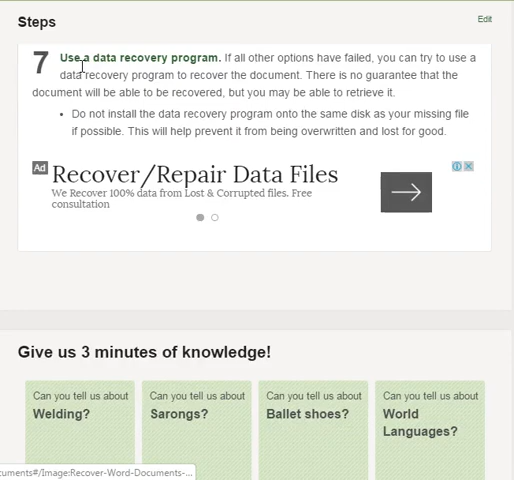 Steps
Edit
7 Use a data recovery program. If all other options have failed, you can try to use a
data recovery program to recover the document. There is no guarantee that the
document will be able to be recovered, but you may be able to retrieve it.
• Do not install the data recovery program onto the same disk as your missing file
if possible. This will help prevent it from being overwritten and lost for good.
Ad
Recover/Repair Data Files
We Recover 100% data from Lost & Corrupted files. Free
consultation
Give us 3 minutes of knowledge!
Can you tell us about
Welding?
Can you tell us about
Sarongs?
Can you tell us about
Ballet shoes?
Can you tell us about
World
Languages?
cuments#/Image:Recover-Word-Documents-...